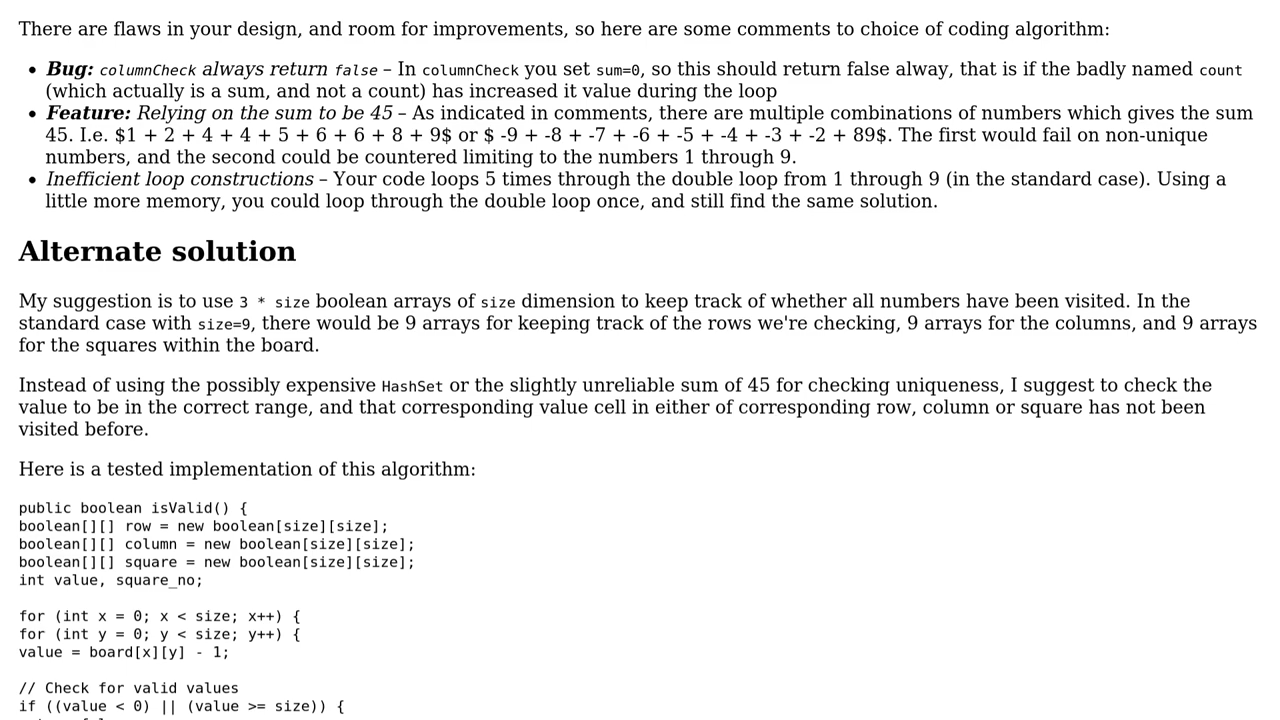 There are flaws in your design, and room for improvements, so here are some comments to choice of coding algorithm:
• Bug: columnCheck always return false – In columnCheck you set sum=0, so this should return false alway, that is if the badly named count
(which actually is a sum, and not a count) has increased it value during the loop
• Feature: Relying on the sum to be 45 – As indicated in comments, there are multiple combinations of numbers which gives the sum
45. I.e. $1 + 2 + 4 + 4 + 5 + 6 + 6 + 8 + 9$ or $ -9 + -8 + -7 + -6 + -5 + -4 + -3 + -2 + 89$. The first would fail on non-unique
numbers, and the second could be countered limiting to the numbers 1 through 9.
• Inefficient loop constructions – Your code loops 5 times through the double loop from 1 through 9 (in the standard case). Using a
little more memory, you could loop through the double loop once, and still find the same solution.
Alternate solution
My suggestion is to use 3 * size boolean arrays of size dimension to keep track of whether all numbers have been visited. In the
standard case with size=9, there would be 9 arrays for keeping track of the rows we're checking, 9 arrays for the columns, and 9 arrays
for the squares within the board.
Instead of using the possibly expensive HashSet or the slightly unreliable sum of 45 for checking uniqueness, I suggest to check the
value to be in the correct range, and that corresponding value cell in either of corresponding row, column or square has not been
visited before.
Here is a tested implementation of this algorithm:
public boolean isValid() {
boolean[][] row = new boolean[size][size];
boolean[][] column = new boolean[size][size];
boolean[][] square = new boolean[size][size];
int value, square_no;
for (int x = 0; x < size; x++) {
for (int y = 0; y < size; y++) {
value = board[x][y] - 1;
// Check for valid values
if ((value < 0) || (value >= size)) {